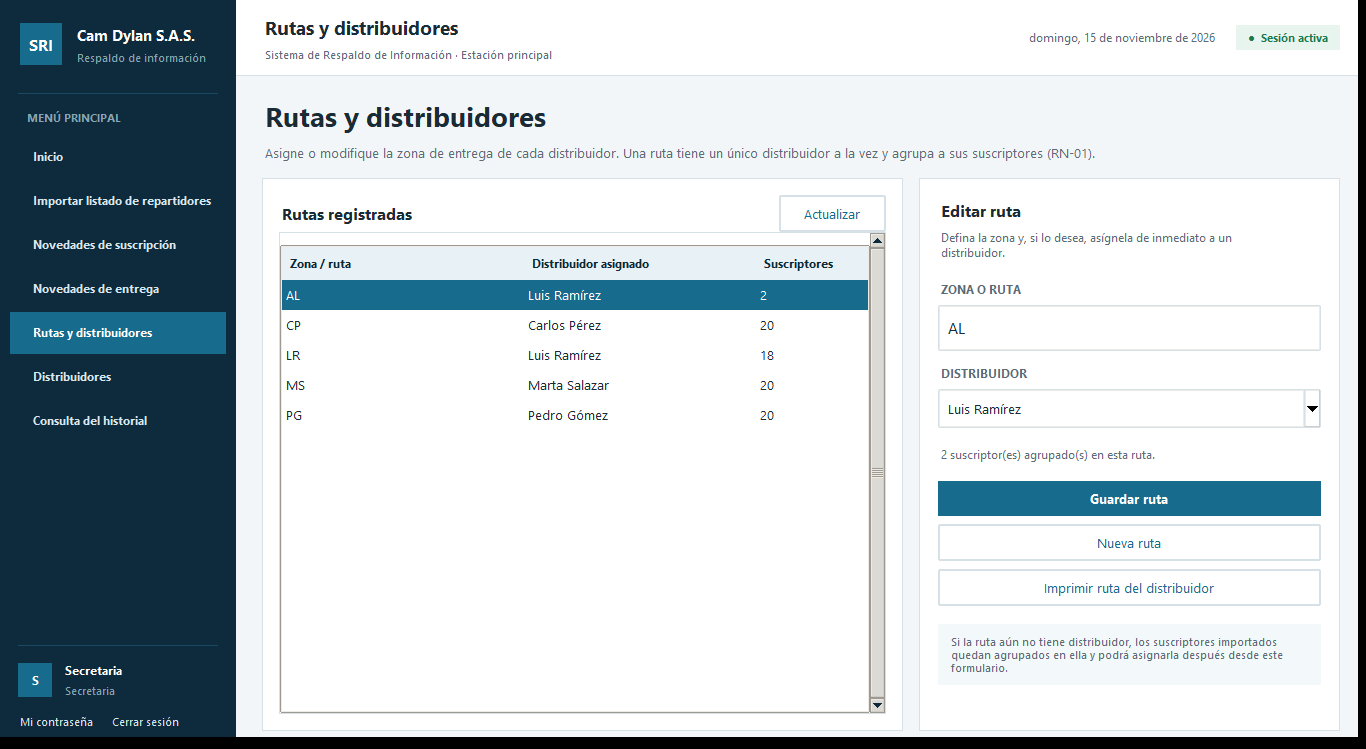 SRI
Cam Dylan S.A.S.
Respaldo de información
MENÚ PRINCIPAL
Inicio
Importar listado de repartidores
Novedades de suscripción
Novedades de entrega
Rutas y distribuidores
Distribuidores
Consulta del historial
S
Secretaria
Secretaria
Mi contraseña Cerrar sesión
Rutas y distribuidores
Sistema de Respaldo de Información · Estación principal
domingo, 15 de noviembre de 2026
● Sesión activa
Rutas y distribuidores
Asigne o modifique la zona de entrega de cada distribuidor. Una ruta tiene un único distribuidor a la vez y agrupa a sus suscriptores (RN-01).
Rutas registradas
Actualizar
Zona / ruta Distribuidor asignado Suscriptores
AL Luis Ramírez 2
CP Carlos Pérez 20
LR Luis Ramírez 18
MS Marta Salazar 20
PG Pedro Gómez 20
Editar ruta
Defina la zona y, si lo desea, asígnela de inmediato a un
distribuidor.
ZONA O RUTA
AL
DISTRIBUIDOR
Luis Ramírez
2 suscriptor(es) agrupado(s) en esta ruta.
Guardar ruta
Nueva ruta
Imprimir ruta del distribuidor
Si la ruta aún no tiene distribuidor, los suscriptores importados
quedan agrupados en ella y podrá asignarla después desde este
formulario.